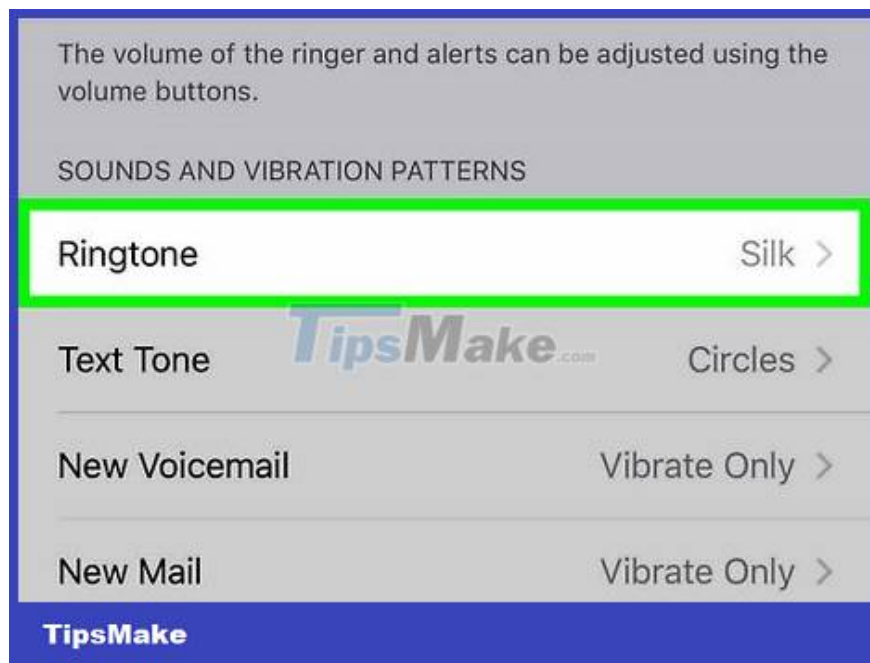 The volume of the ringer and alerts can be adjusted using the
volume buttons.
SOUNDS AND VIBRATION PATTERNS
Ringtone Silk >
TipsMake.com
Text Tone Circles >
New Voicemail Vibrate Only >
New Mail Vibrate Only >
TipsMake